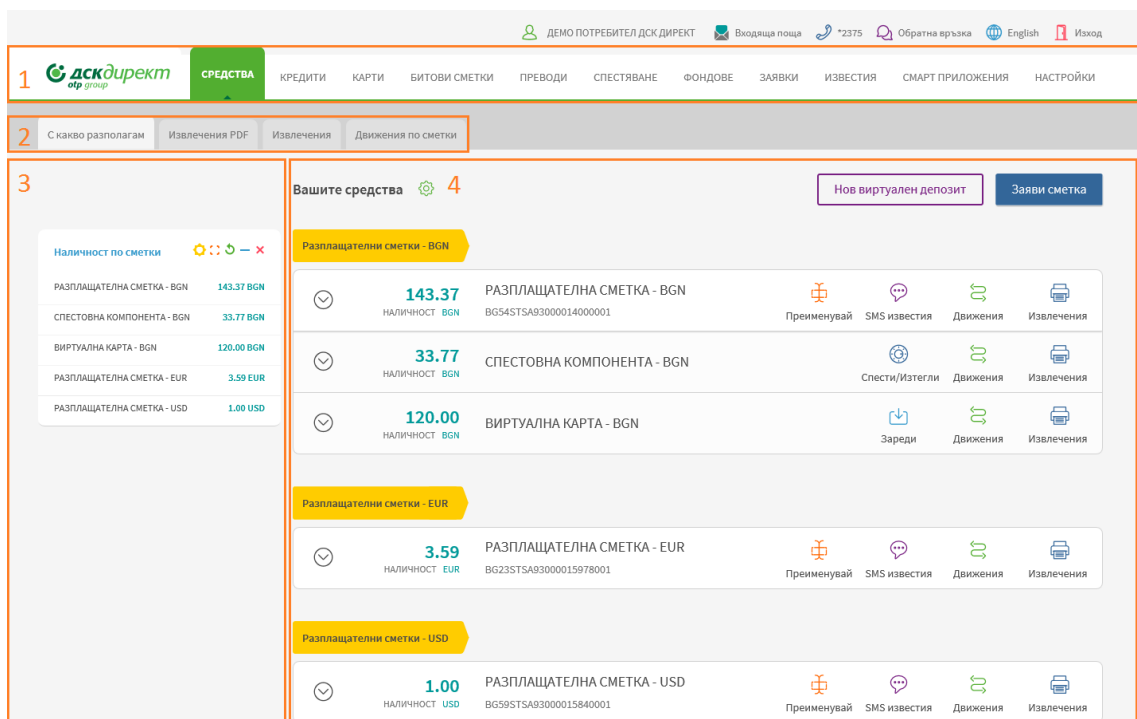 ДЕМО ПОТРЕБИТЕЛ ДСК ДИРЕКТ Входяща поща *2375 Обратна връзка English Изход
1 дскдирект СРЕДСТВА КРЕДИТИ КАРТИ БИТОВИ СМЕТКИ ПРЕВОДИ СПЕСТЯВАНЕ ФОНДОВЕ ЗАЯВКИ ИЗВЕСТИЯ СМАРТ ПРИЛОЖЕНИЯ НАСТРОЙКИ
otp group
2 С какво разполагам Извлечения PDF Извлечения Движения по сметки
3
Наличност по сметки
РАЗПЛАЩАТЕЛНА СМЕТКА - BGN 143.37 BGN
СПЕСТОВНА КОМПОНЕНТА - BGN 33.77 BGN
ВИРТУАЛНА КАРТА - BGN 120.00 BGN
РАЗПЛАЩАТЕЛНА СМЕТКА - EUR 3.59 EUR
РАЗПЛАЩАТЕЛНА СМЕТКА - USD 1.00 USD
Вашите средства 4 Нов виртуален депозит Заяви сметка
Разплащателни сметки - BGN
143.37 РАЗПЛАЩАТЕЛНА СМЕТКА - BGN
НАЛИЧНОСТ BGN BG54STSA93000014000001 Преименувай SMS известия Движения Извлечения
33.77 СПЕСТОВНА КОМПОНЕНТА - BGN
НАЛИЧНОСТ BGN Спести/Изтегли Движения Извлечения
120.00 ВИРТУАЛНА КАРТА - BGN
НАЛИЧНОСТ BGN Зареди Движения Извлечения
Разплащателни сметки - EUR
3.59 РАЗПЛАЩАТЕЛНА СМЕТКА - EUR
НАЛИЧНОСТ EUR BG23STSA93000015978001 Преименувай SMS известия Движения Извлечения
Разплащателни сметки - USD
1.00 РАЗПЛАЩАТЕЛНА СМЕТКА - USD
НАЛИЧНОСТ USD BG59STSA93000015840001 Преименувай SMS известия Движения Извлечения